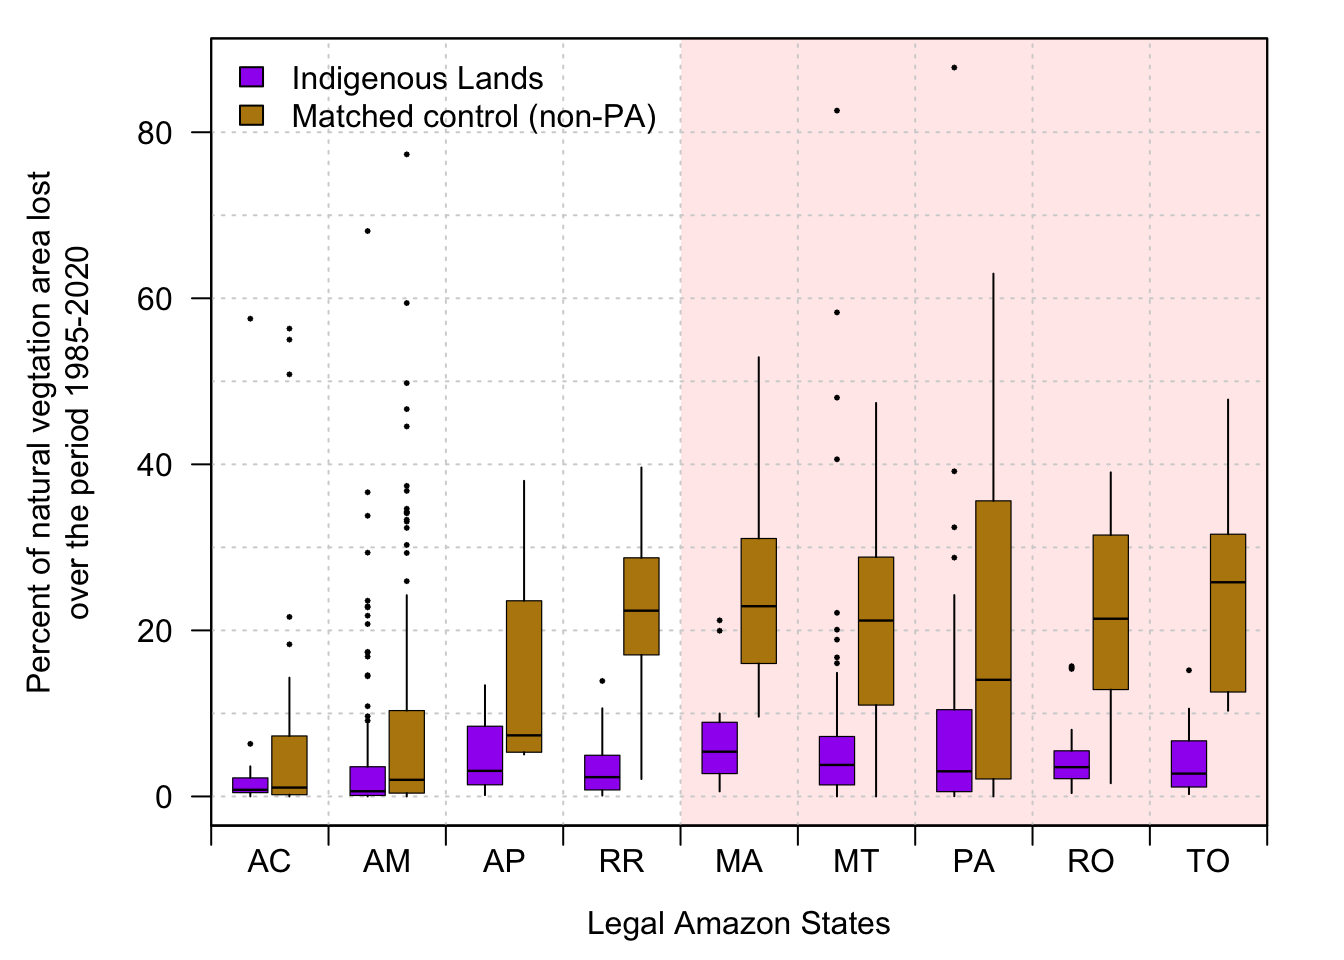 Indigenous Lands
Matched control (non-PA)
Percent of natural vegtation area lost
over the period 1985-2020
80
60
40
20
0
AC AM AP RR MA MT PA RO TO
Legal Amazon States